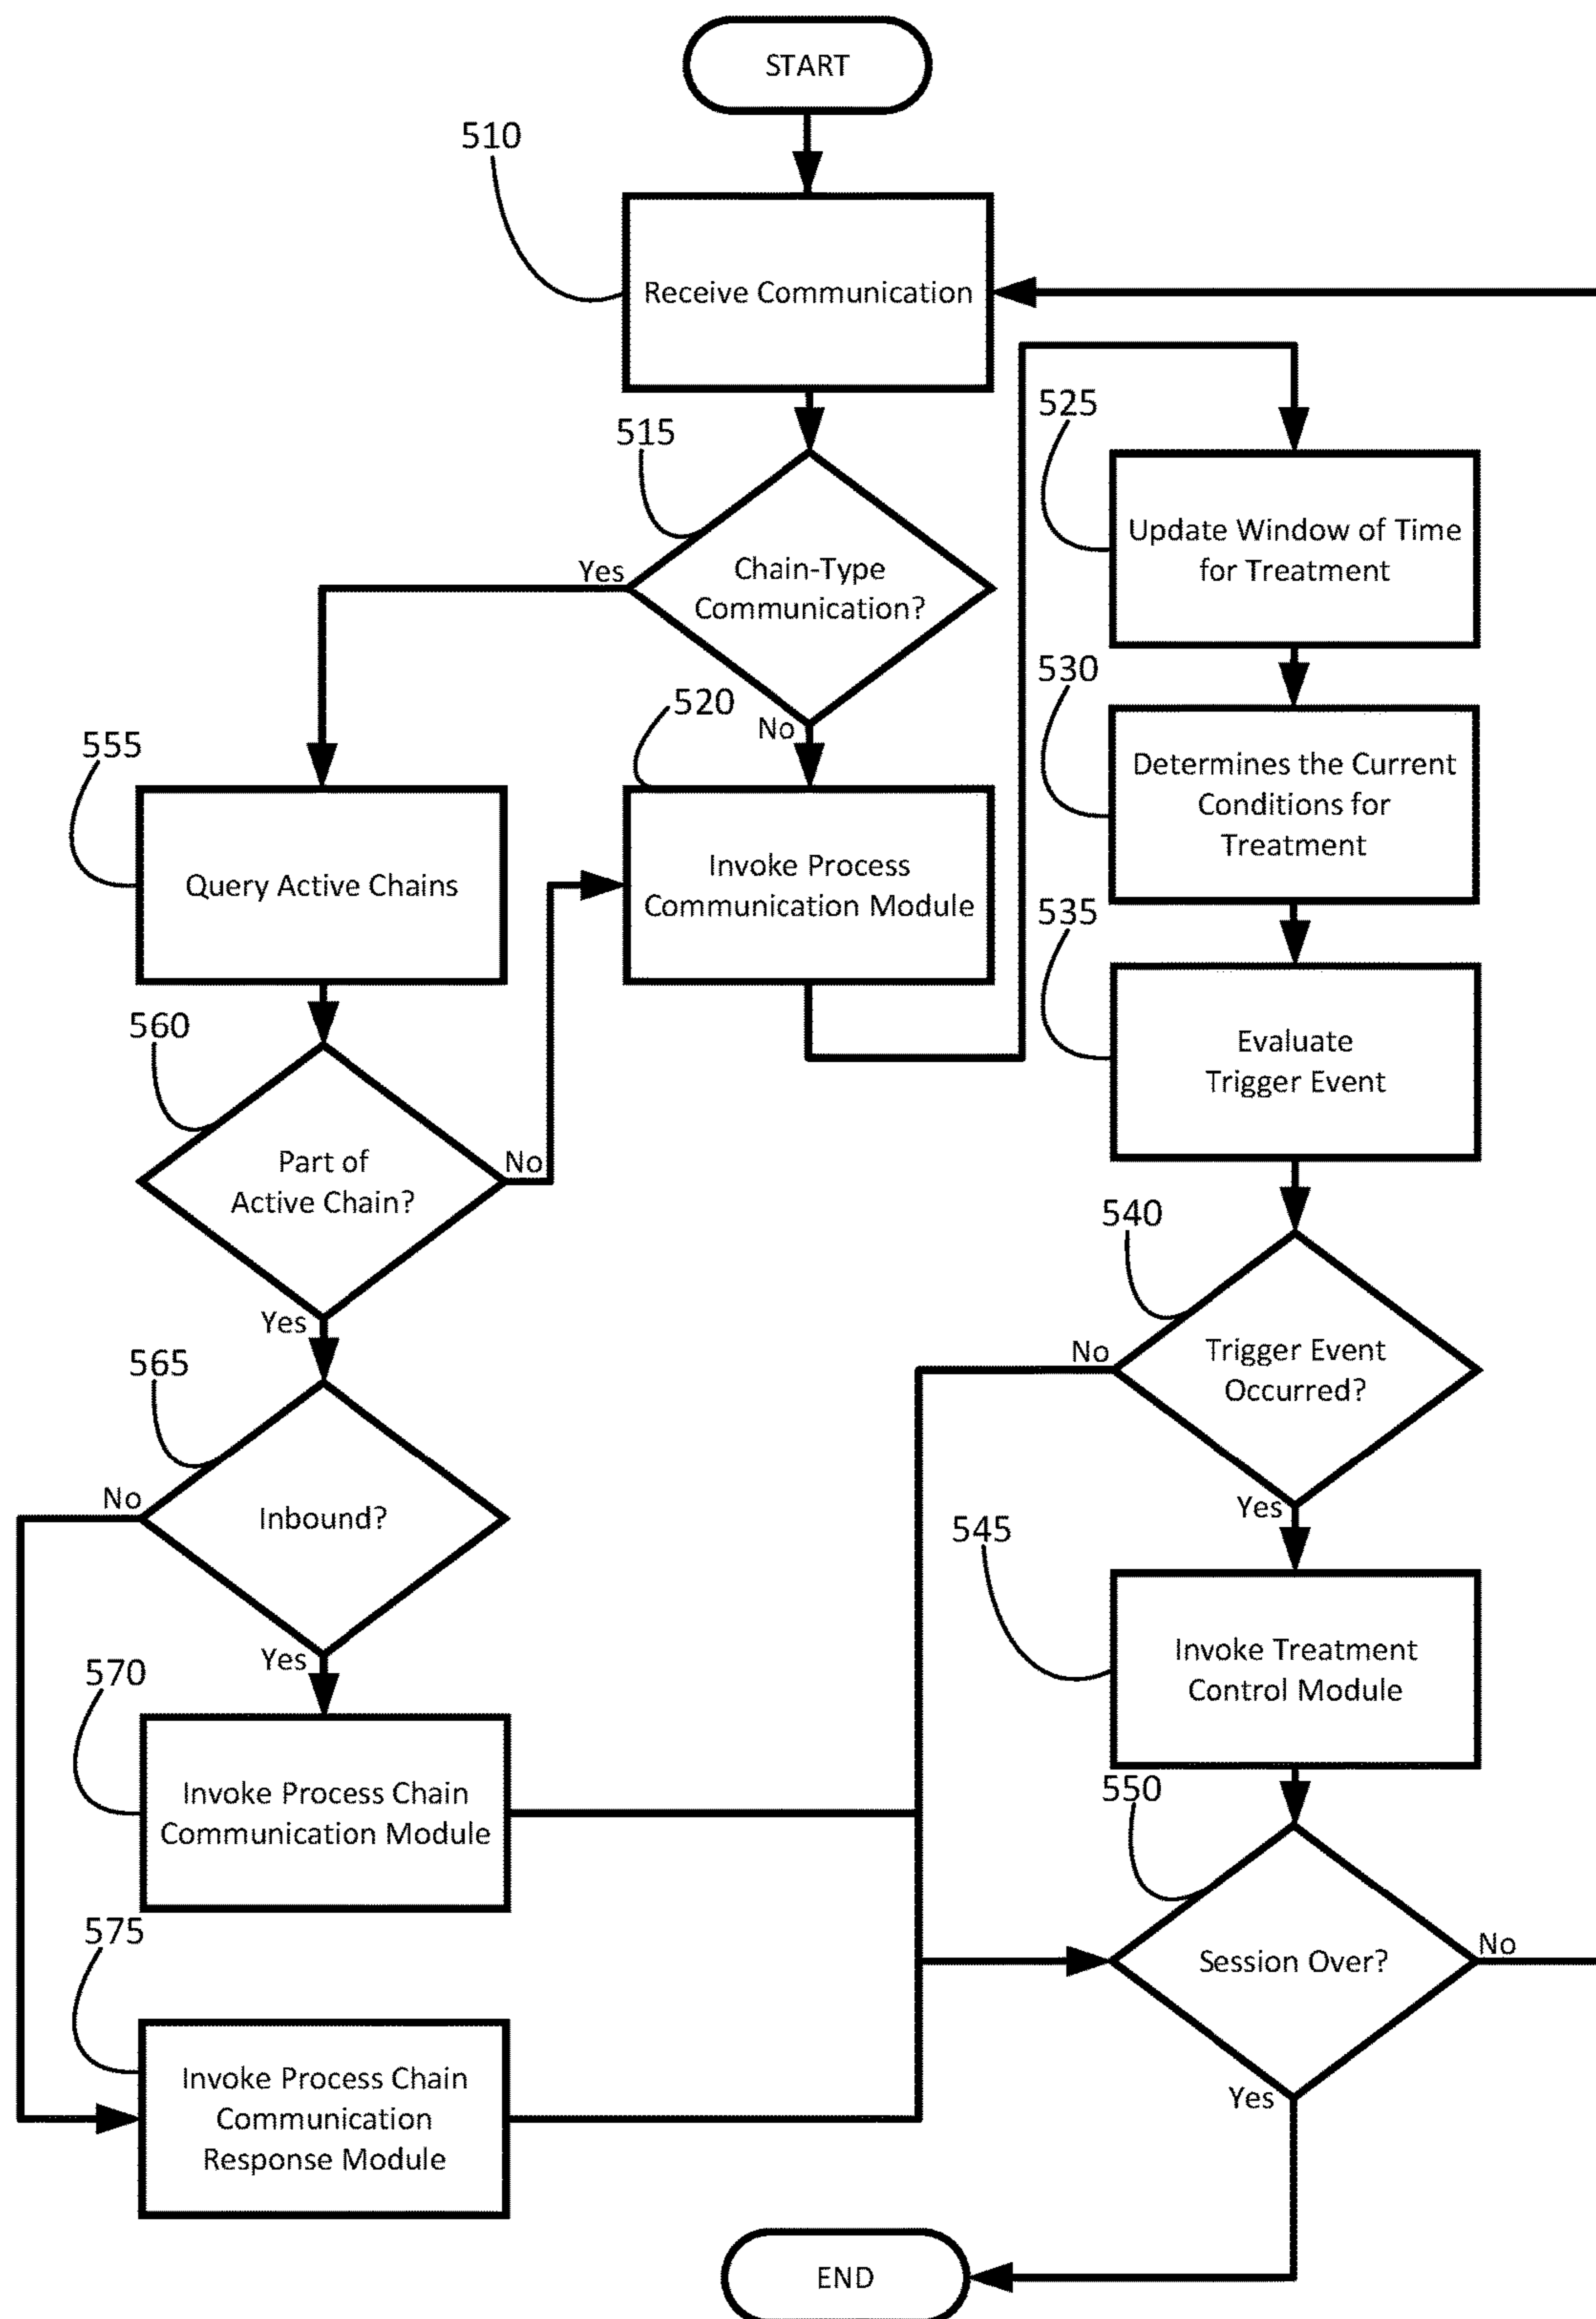 START
510
Receive Communication
515
Yes
Chain-Type
Communication?
No
520
Invoke Process
Communication Module
525
Update Window of Time
for Treatment
530
Determines the Current
Conditions for
Treatment
535
Evaluate
Trigger Event
540
No
Trigger Event
Occurred?
Yes
545
Invoke Treatment
Control Module
550
Session Over?
No
Yes
555
Query Active Chains
560
Part of
Active Chain?
No
Yes
565
No
Inbound?
Yes
570
Invoke Process Chain
Communication Module
575
Invoke Process Chain
Communication
Response Module
END